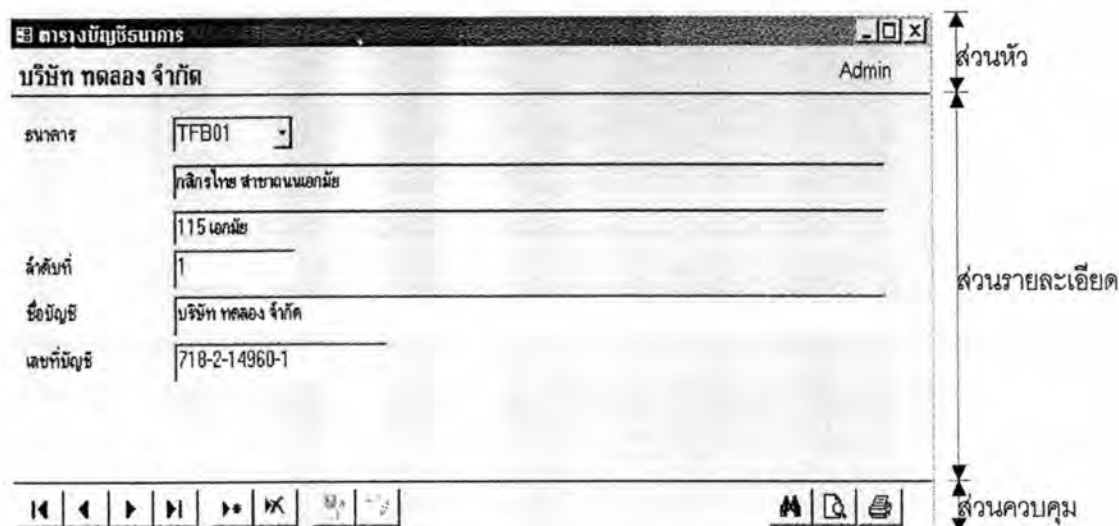 ตารางบัญชีธนาคาร
บริษัท ทดลอง จำกัด
Admin
ส่วนหัว
ธนาคาร
TFB01
กสิกรไทย สาขาถนนเอกมัย
115 เอกมัย
ลำดับที่
1
ส่วนรายละเอียด
ชื่อบัญชี
บริษัท ทดลอง จำกัด
เลขที่บัญชี
718-2-14960-1
ส่วนควบคุม